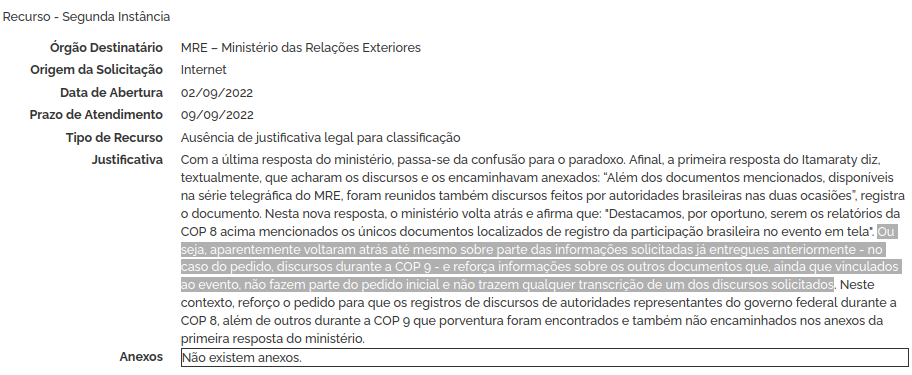 Recurso - Segunda Instância
Órgão Destinatário MRE – Ministério das Relações Exteriores
Origem da Solicitação Internet
Data de Abertura 02/09/2022
Prazo de Atendimento 09/09/2022
Tipo de Recurso Ausência de justificativa legal para classificação
Justificativa Com a última resposta do ministério, passa-se da confusão para o paradoxo. Afinal, a primeira resposta do Itamaraty diz,
textualmente, que acharam os discursos e os encaminhavam anexados: “Além dos documentos mencionados, disponíveis
na série telegráfica do MRE, foram reunidos também discursos feitos por autoridades brasileiras nas duas ocasiões”, registra
o documento. Nesta nova resposta, o ministério volta atrás e afirma que: "Destacamos, por oportuno, serem os relatórios da
COP 8 acima mencionados os únicos documentos localizados de registro da participação brasileira no evento em tela". Ou
seja, aparentemente voltaram atrás até mesmo sobre parte das informações solicitadas já entregues anteriormente - no
caso do pedido, discursos durante a COP 9 - e reforça informações sobre os outros documentos que, ainda que vinculados
ao evento, não fazem parte do pedido inicial e não trazem qualquer transcrição de um dos discursos solicitados. Neste
contexto, reforço o pedido para que os registros de discursos de autoridades representantes do governo federal durante a
COP 8, além de outros durante a COP 9 que porventura foram encontrados e também não encaminhados nos anexos da
primeira resposta do ministério.
Anexos Não existem anexos.